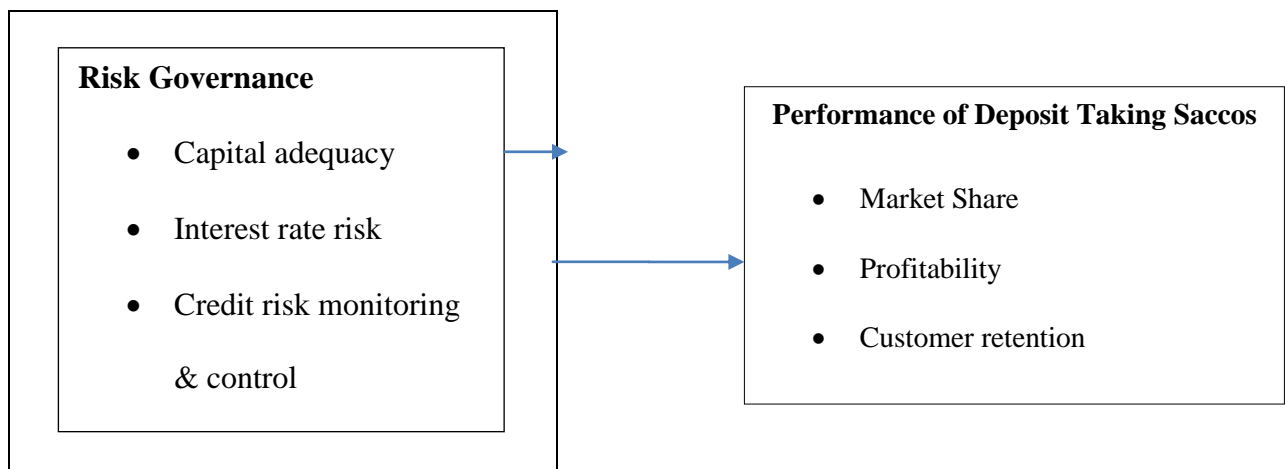 Risk Governance
• Capital adequacy
• Interest rate risk
• Credit risk monitoring
& control
Performance of Deposit Taking Saccos
• Market Share
• Profitability
• Customer retention